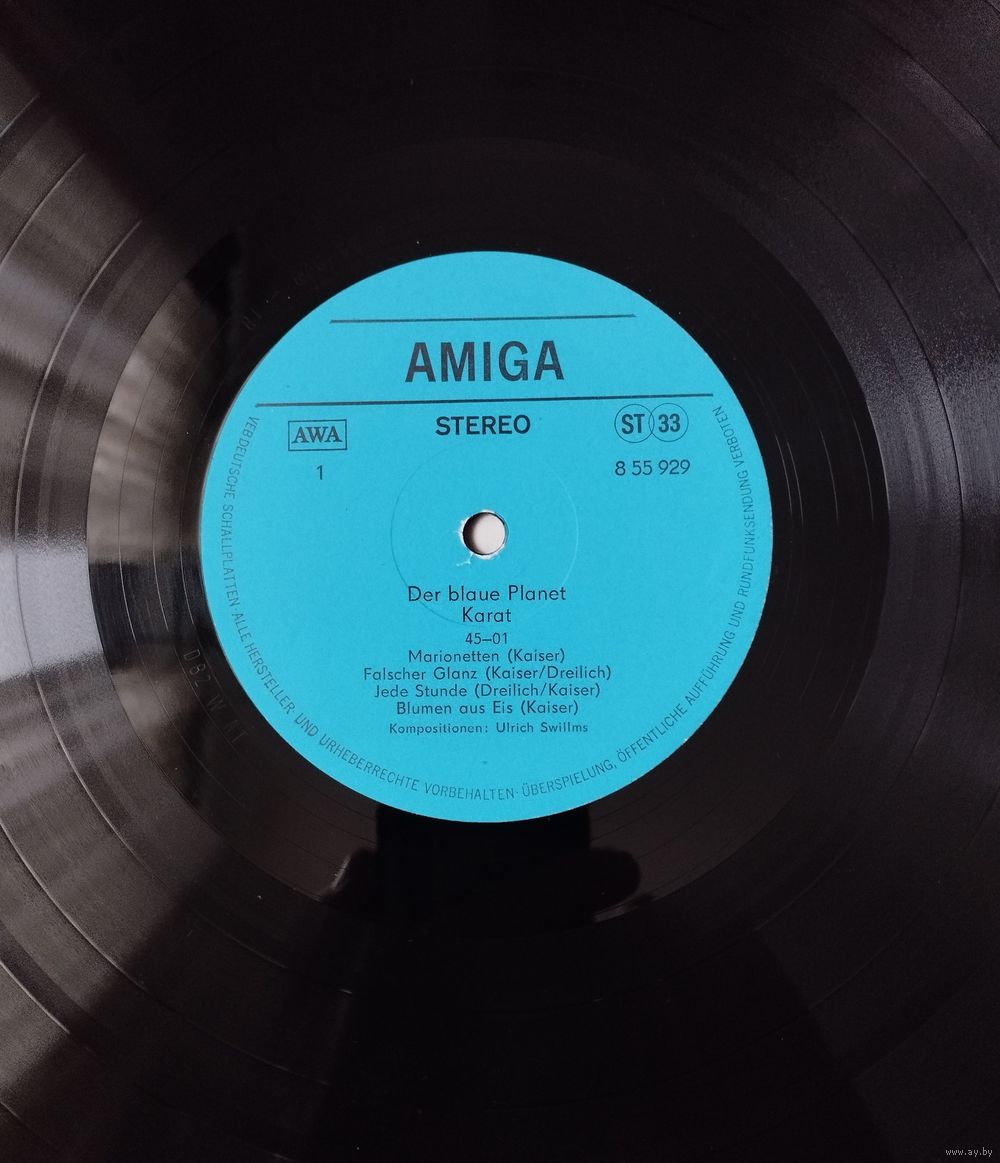 AMIGA
AWA
STEREO
ST 33
1
8 55 929
Der blaue Planet
Karat
45–01
Marionetten (Kaiser)
Falscher Glanz (Kaiser/Dreilich)
Jede Stunde (Dreilich/Kaiser)
Blumen aus Eis (Kaiser)
Kompositionen: Ulrich Swillms
VEB DEUTSCHE SCHALLPLATTEN · ALLE HERSTELLER- UND URHEBERRECHTE VORBEHALTEN · ÜBERSPIELUNG, ÖFFENTLICHE AUFFÜHRUNG UND RUNDFUNKSENDUNG VERBOTEN
www.ay.by